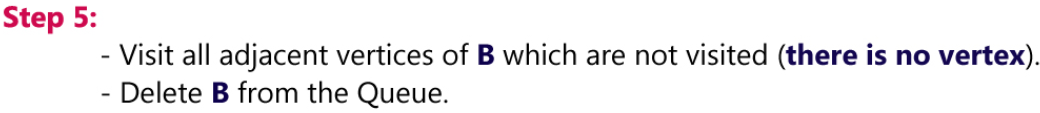 Step 5:
- Visit all adjacent vertices of B which are not visited (there is no vertex).
- Delete B from the Queue.